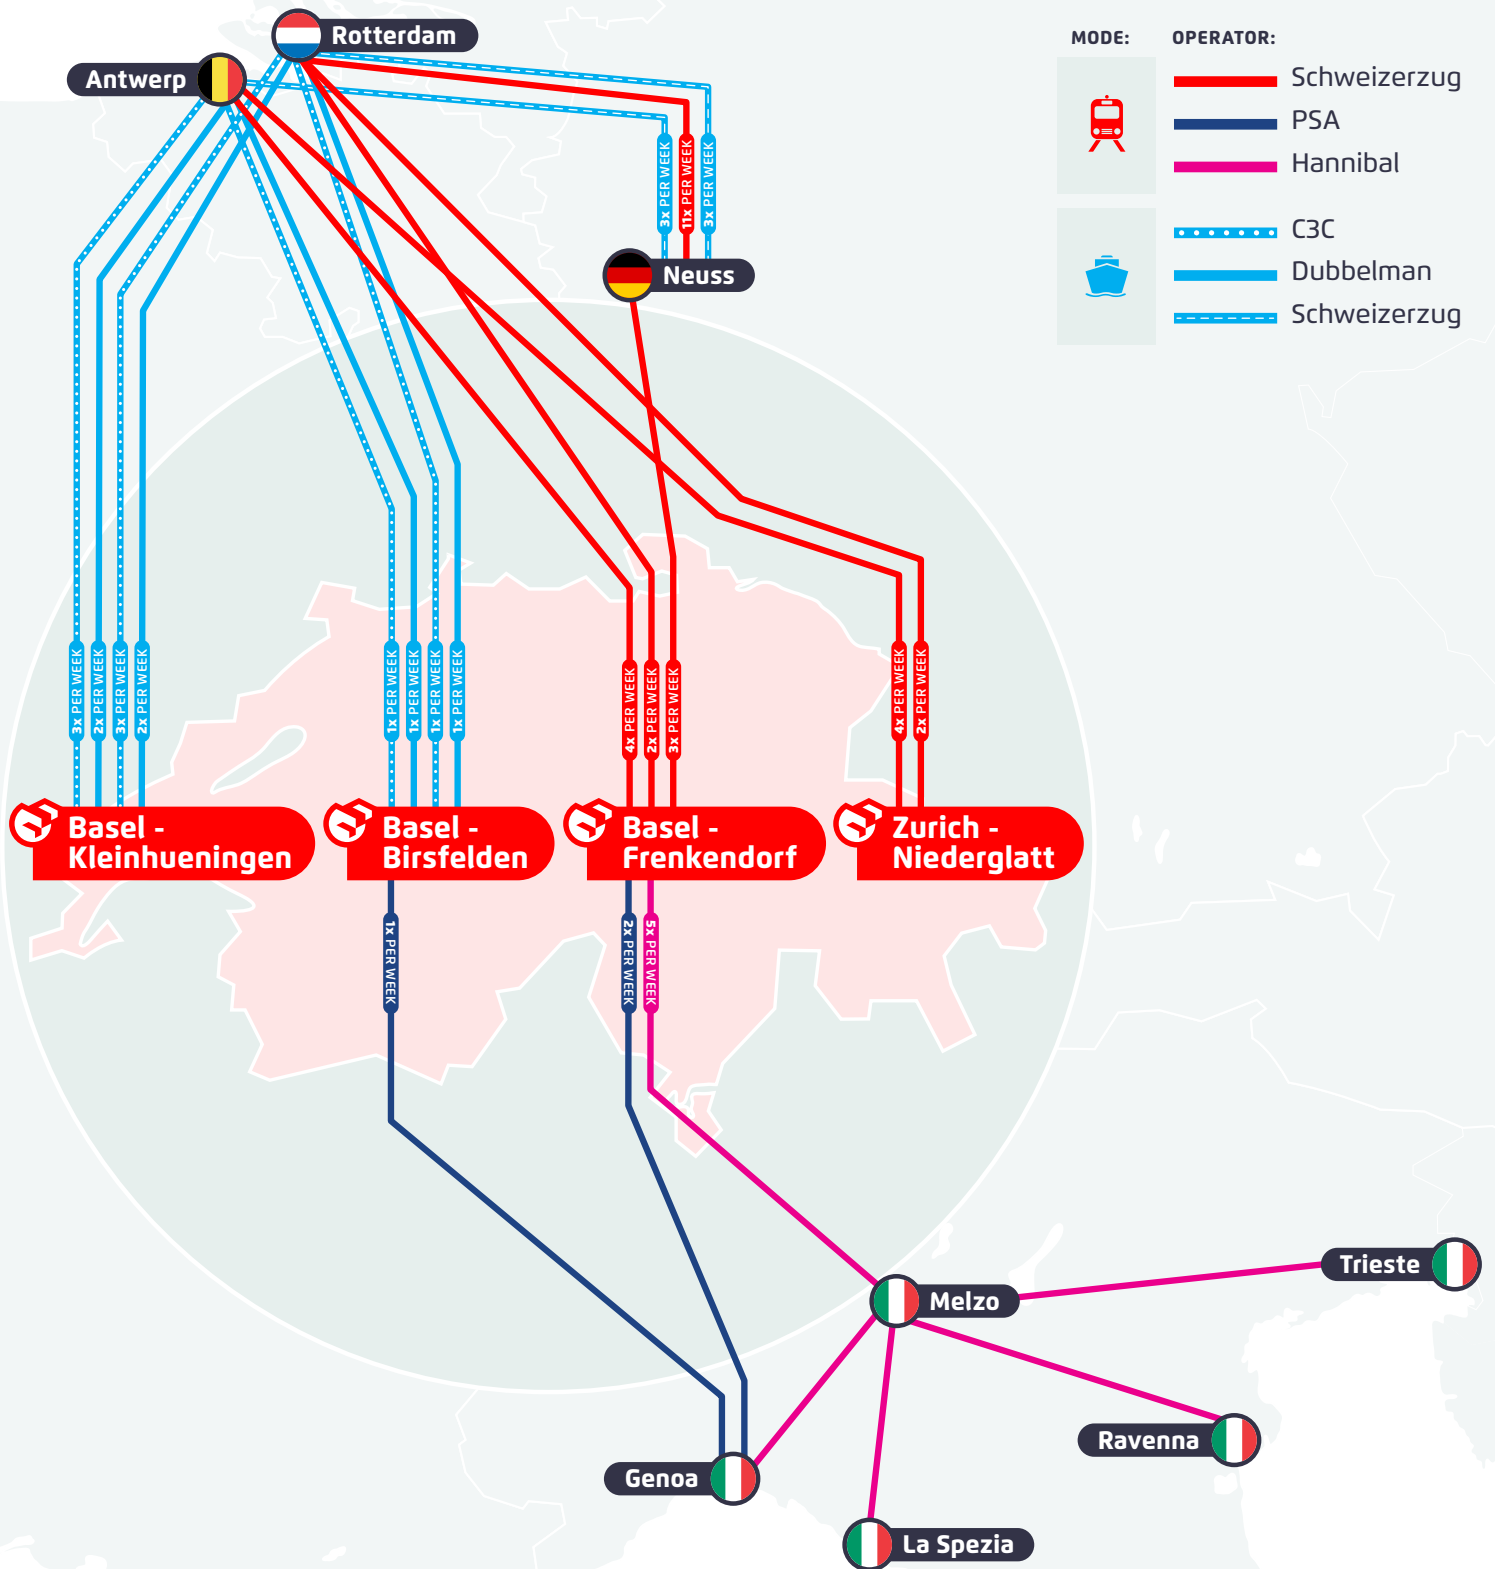 Rotterdam
Antwerp
MODE:
OPERATOR:
Schweizerzug
PSA
Hannibal
C3C
Dubbelman
Schweizerzug
3x PER WEEK
11x PER WEEK
3x PER WEEK
Neuss
3x PER WEEK
2x PER WEEK
3x PER WEEK
2x PER WEEK
1x PER WEEK
1x PER WEEK
1x PER WEEK
1x PER WEEK
4x PER WEEK
2x PER WEEK
3x PER WEEK
4x PER WEEK
2x PER WEEK
Basel -
Kleinhueningen
Basel -
Birsfelden
Basel -
Frenkendorf
Zurich -
Niederglatt
1x PER WEEK
2x PER WEEK
5x PER WEEK
Trieste
Melzo
Ravenna
Genoa
La Spezia